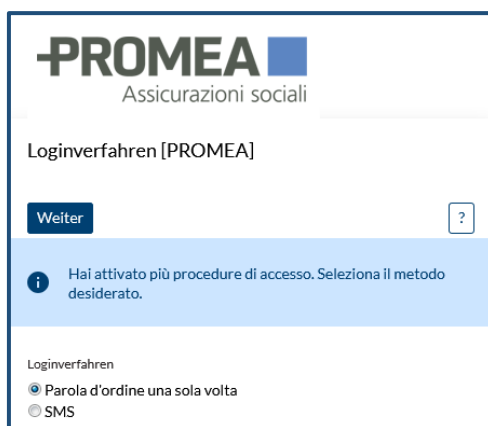 PROMEA
Assicurazioni sociali
Loginverfahren [PROMEA]
Weiter
?
Hai attivato più procedure di accesso. Seleziona il metodo
desiderato.
Loginverfahren
Parola d'ordine una sola volta
SMS